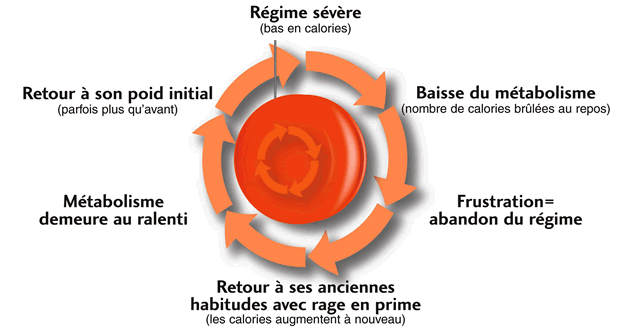 Régime sévère
(bas en calories)
Baisse du métabolisme
(nombre de calories brûlées au repos)
Frustration=
abandon du régime
Retour à ses anciennes
habitudes avec rage en prime
(les calories augmentent à nouveau)
Métabolisme
demeure au ralenti
Retour à son poid initial
(parfois plus qu'avant)